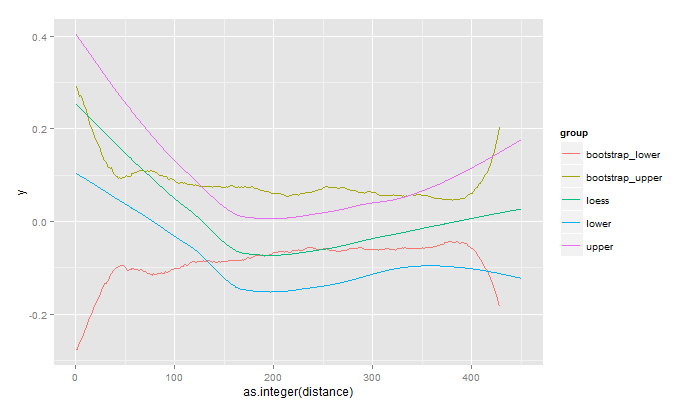 0.4
0.2
0.0
-0.2
y
0
100
200
300
400
as.integer(distance)
group
bootstrap_lower
bootstrap_upper
loess
lower
upper